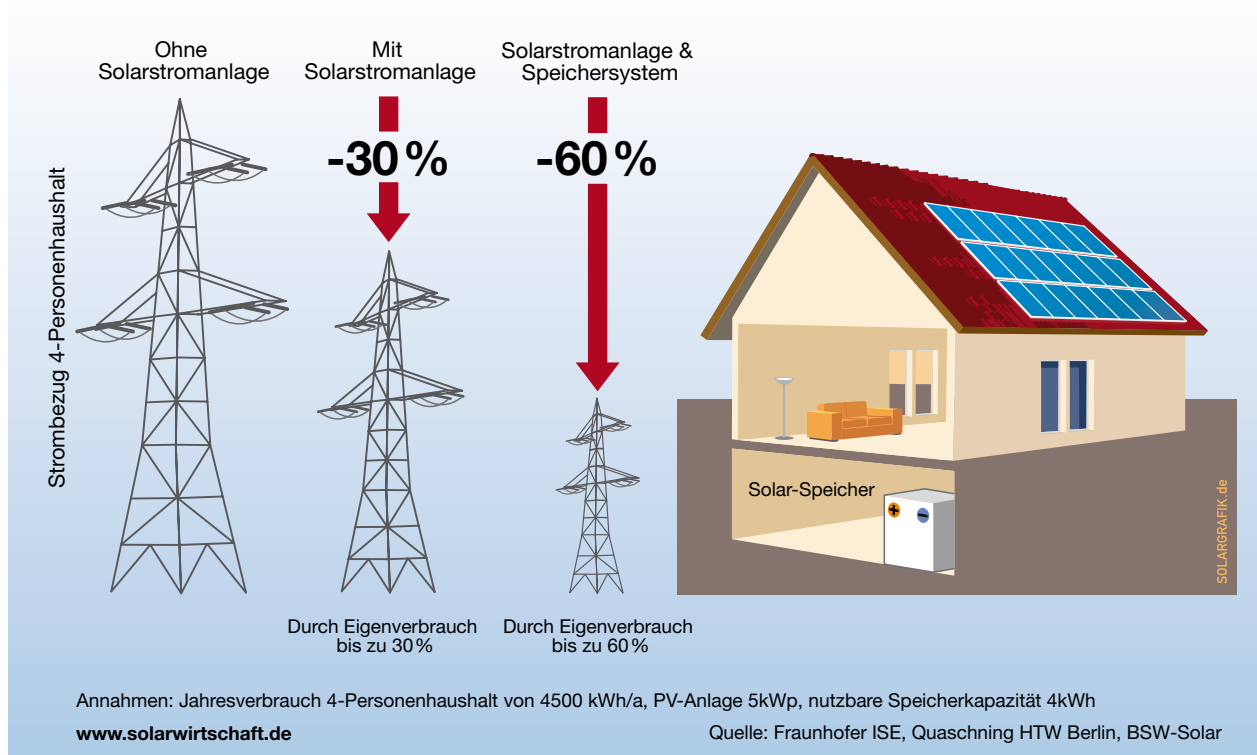 Ohne
Solarstromanlage
Mit
Solarstromanlage
Solarstromanlage &
Speichersystem
-30 %
-60 %
Strombezug 4-Personenhaushalt
Solar-Speicher
+
-
SOLARGRAFIK.de
Durch Eigenverbrauch
bis zu 30 %
Durch Eigenverbrauch
bis zu 60 %
Annahmen: Jahresverbrauch 4-Personenhaushalt von 4500 kWh/a, PV-Anlage 5kWp, nutzbare Speicherkapazität 4kWh
www.solarwirtschaft.de
Quelle: Fraunhofer ISE, Quaschning HTW Berlin, BSW-Solar